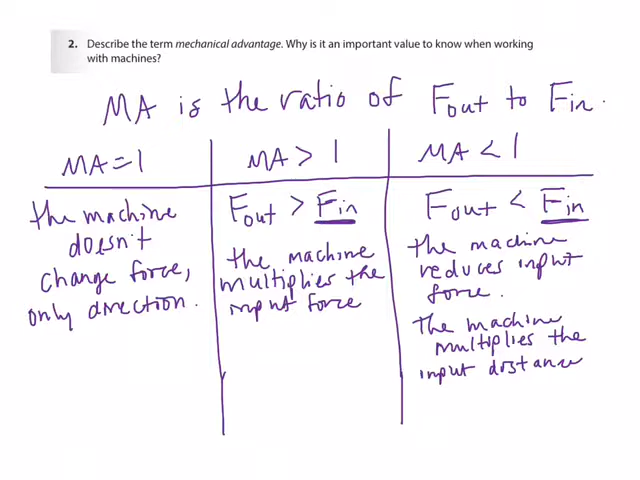 2. Describe the term mechanical advantage. Why is it an important value to know when working
with machines?
MA is the ratio of Fout to Fin.
MA = 1
the machine
doesn't
change force,
only direction.
MA > 1
Fout > Fin
the machine
multiplies the
input force
MA < 1
Fout < Fin
the machine
reduces input
force.
The machine
multiplies the
input distance